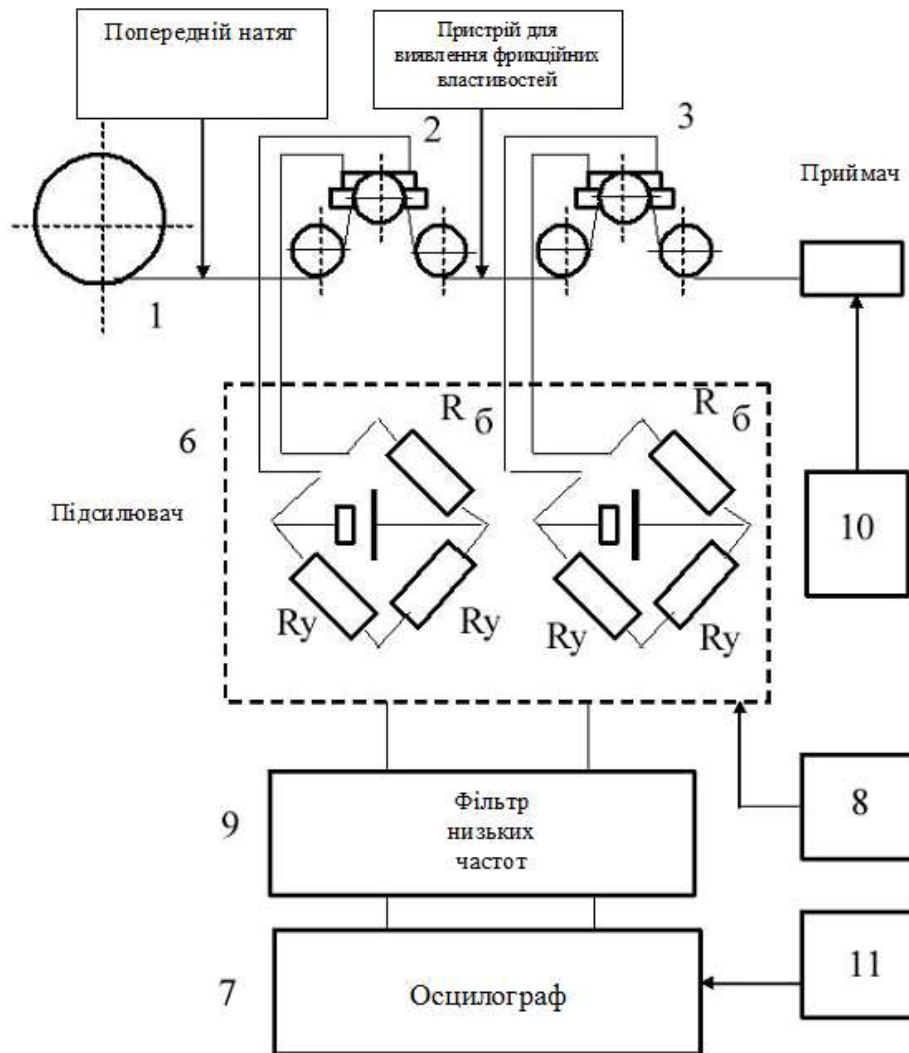 Попередній натяг
Пристрій для
виявлення фрикційних
властивостей
2
3
Приймач
1
6
R б
R б
Підсилювач
10
Ry
Ry
Ry
Ry
8
9
Фільтр
низьких
частот
11
7
Осцилограф